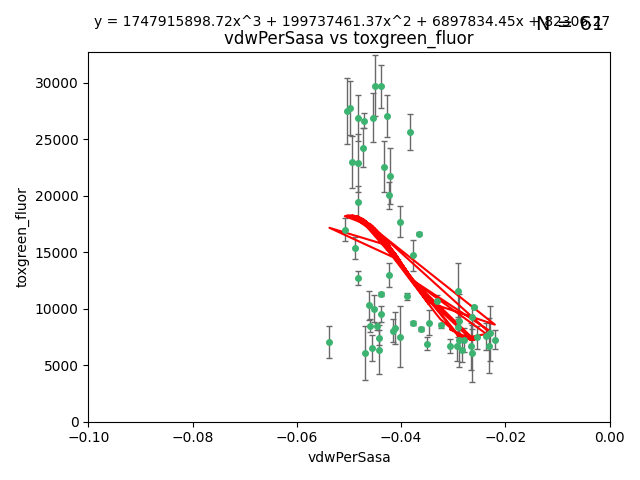 y = 1747915898.72x^3 + 199737461.37x^2 + 6897834.45x + 82306.27
N = 61
vdwPerSasa vs toxgreen_fluor
30000
25000
20000
15000
10000
5000
0
toxgreen_fluor
−0.10 −0.08 −0.06 −0.04 −0.02 0.00
vdwPerSasa